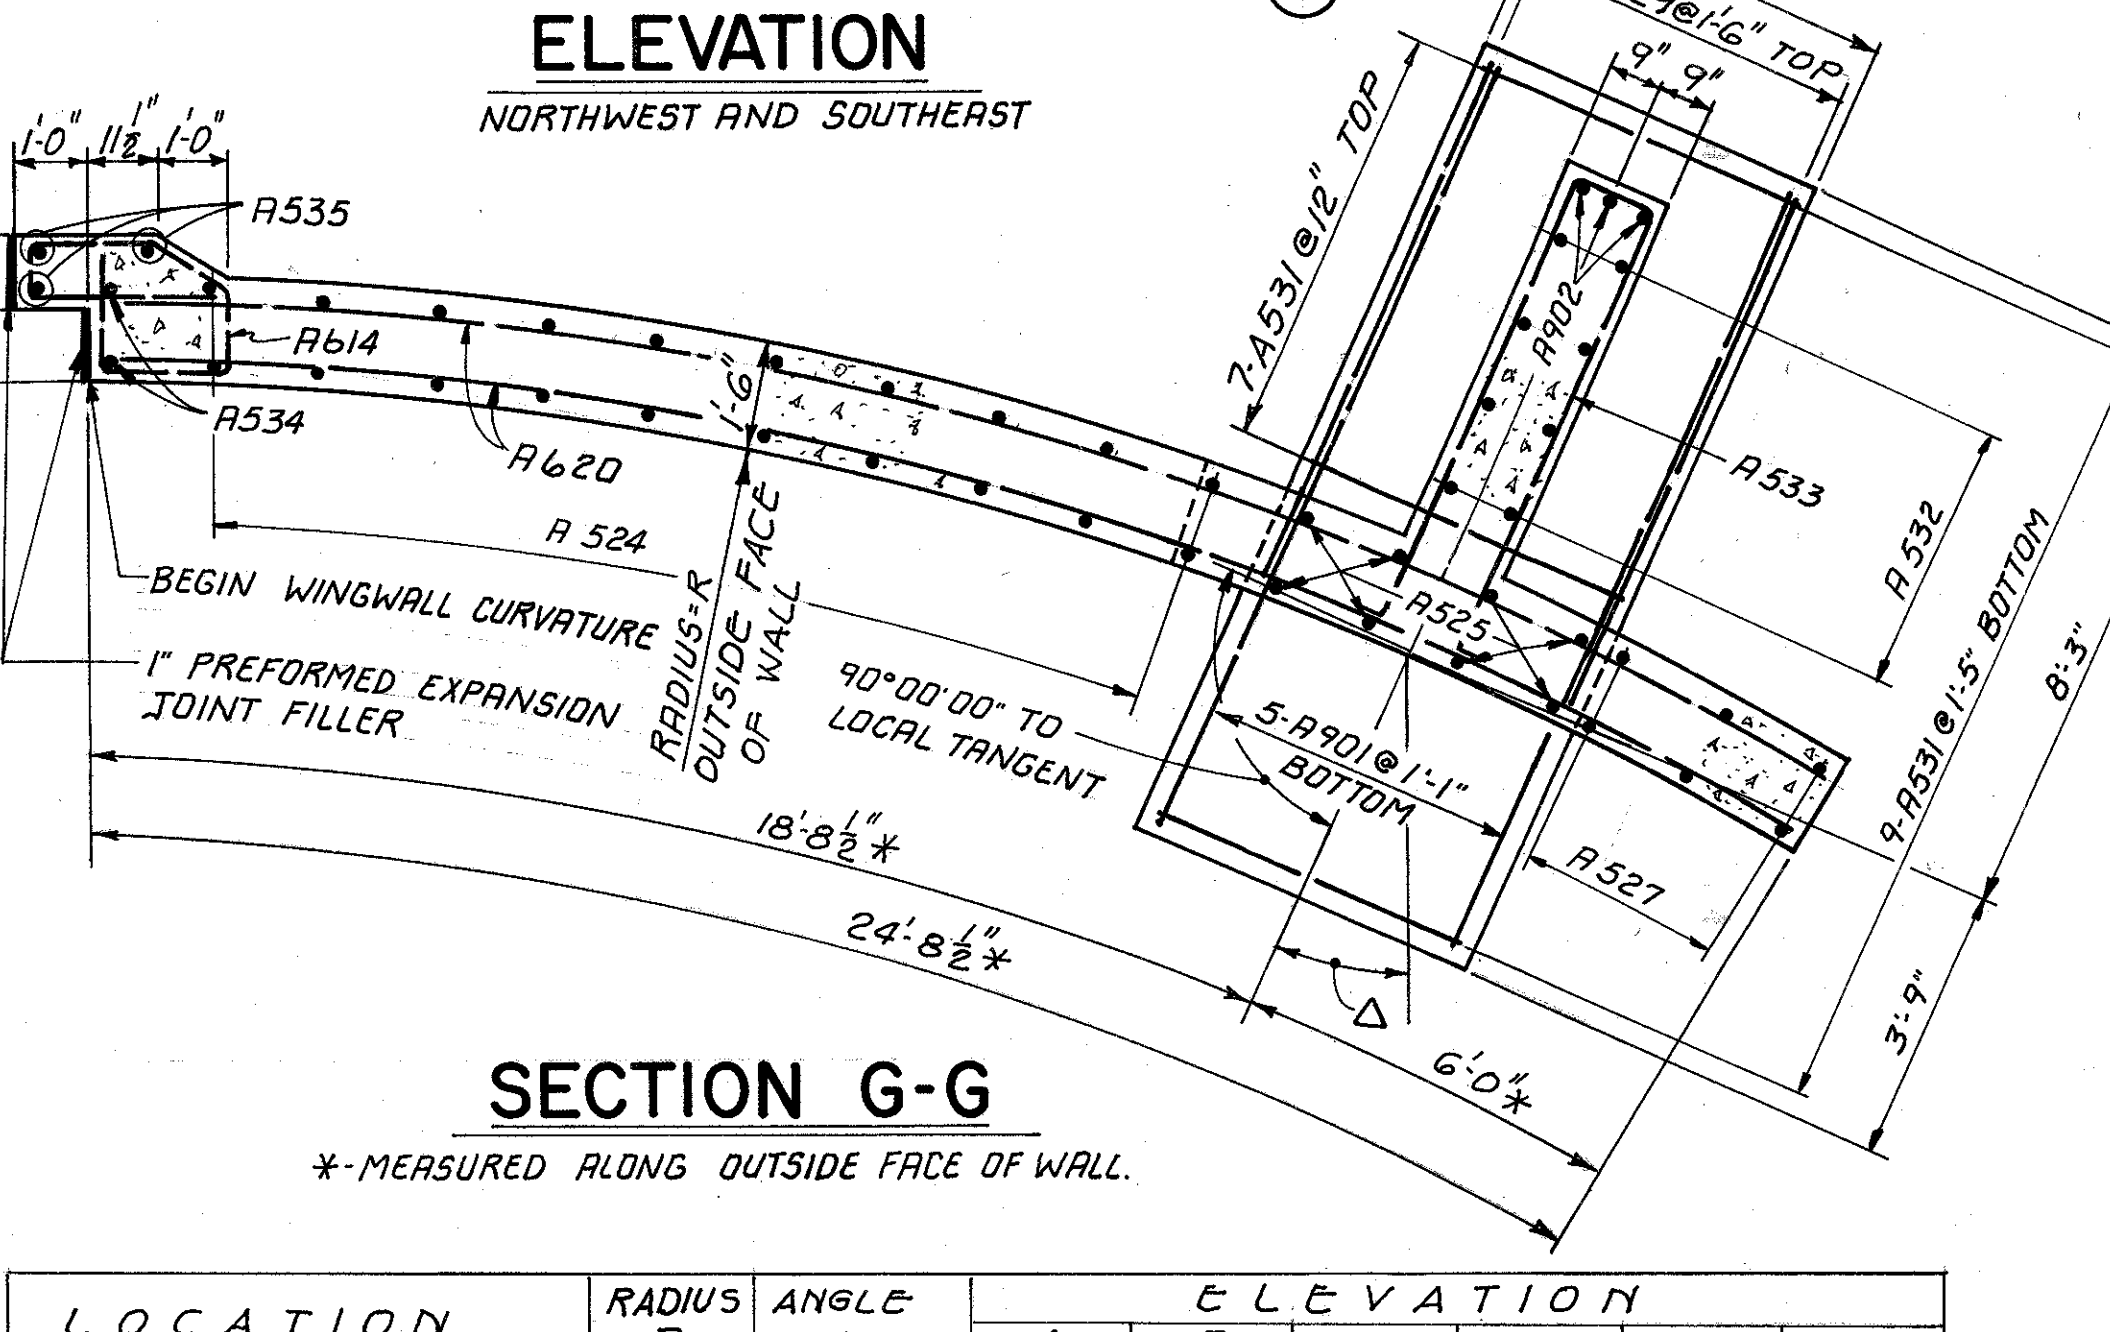 ELEVATION
NORTHWEST AND SOUTHEAST
@1'-6" TOP
9"
9"
1'-0"
11½"
1'-0"
A535
7-A531@12" TOP
A902
A614
A534
1'-6"
A620
A533
A532
A 524
RADIUS=R
OUTSIDE FACE
OF WALL
A525
BEGIN WINGWALL CURVATURE
1" PREFORMED EXPANSION
JOINT FILLER
90°00'00" TO
LOCAL TANGENT
5-A901@1'-1"
BOTTOM
9-A531@1'-5" BOTTOM
8'-3"
A527
18'-8½"*
24'-8½"*
Δ
3'-9"
6'-0"*
SECTION G-G
*-MEASURED ALONG OUTSIDE FACE OF WALL.
LOCATION
RADIUS
ANGLE
ELEVATION